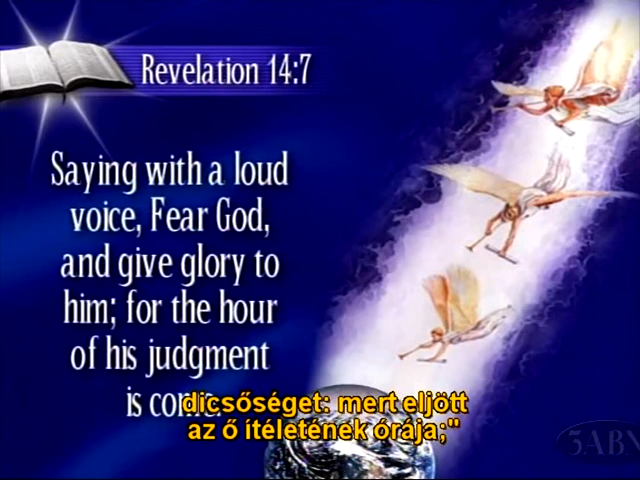 Revelation 14:7
Saying with a loud
voice, Fear God,
and give glory to
him; for the hour
of his judgment
is
dicsőséget: mert eljött
az ő ítéletének órája;"
3ABN